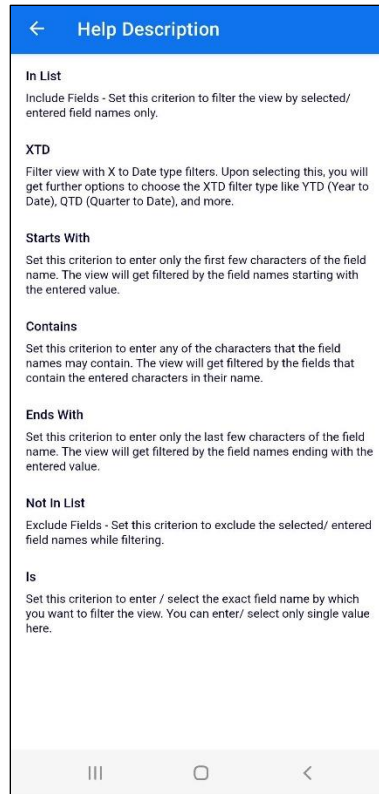 Help Description
In List
Include Fields - Set this criterion to filter the view by selected/
entered field names only.
XTD
Filter view with X to Date type filters. Upon selecting this, you will
get further options to choose the XTD filter type like YTD (Year to
Date), QTD (Quarter to Date), and more.
Starts With
Set this criterion to enter only the first few characters of the field
name. The view will get filtered by the field names starting with
the entered value.
Contains
Set this criterion to enter any of the characters that the field
names may contain. The view will get filtered by the fields that
contain the entered characters in their name.
Ends With
Set this criterion to enter only the last few characters of the field
name. The view will get filtered by the field names ending with the
entered value.
Not In List
Exclude Fields - Set this criterion to exclude the selected/ entered
field names while filtering.
Is
Set this criterion to enter / select the exact field name by which
you want to filter the view. You can enter/ select only single value
here.